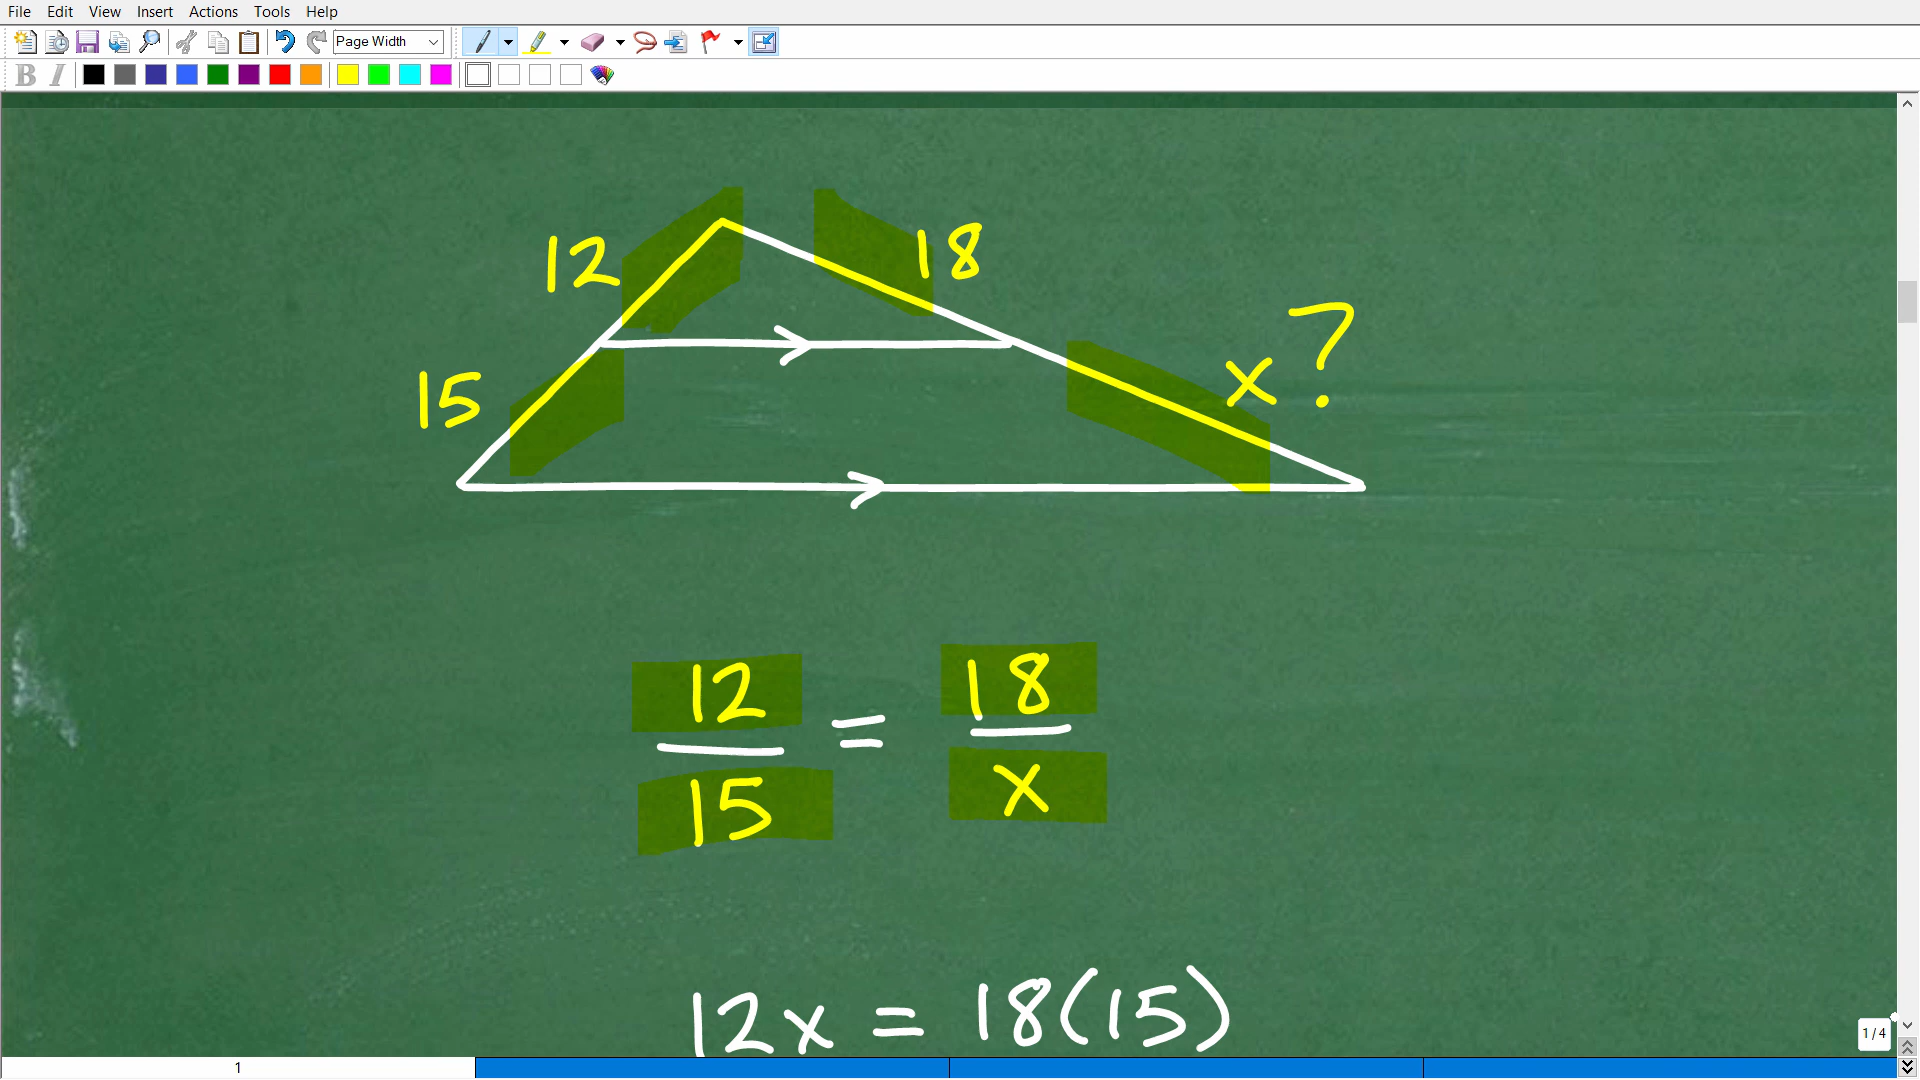 File Edit View Insert Actions Tools Help
Page Width
B I
12 18
15 x ?
12 = 18
15 x
12x = 18(15)
1 / 4
1